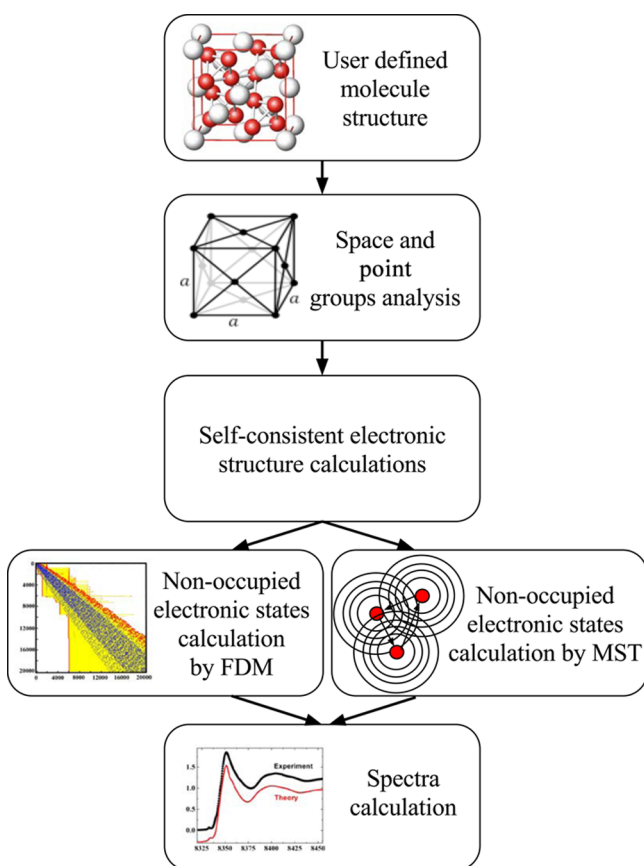 User defined
molecule
structure
a
a
a
Space and
point
groups analysis
Self-consistent electronic
structure calculations
0
4000
8000
12000
16000
20000
0 4000 8000 12000 16000 20000
Non-occupied
electronic states
calculation
by FDM
Non-occupied
electronic states
calculation by MST
1.5
1.0
0.5
0.0
Experiment
Theory
8325 8350 8375 8400 8425 8450
Spectra
calculation